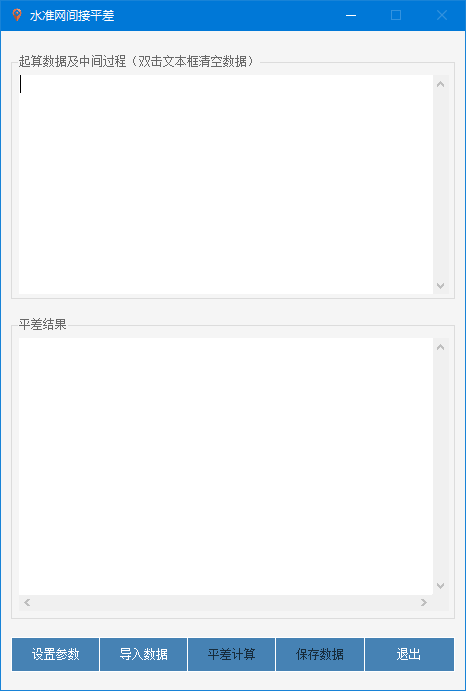 水准网间接平差
起算数据及中间过程（双击文本框清空数据）
平差结果
设置参数 导入数据 平差计算 保存数据 退出